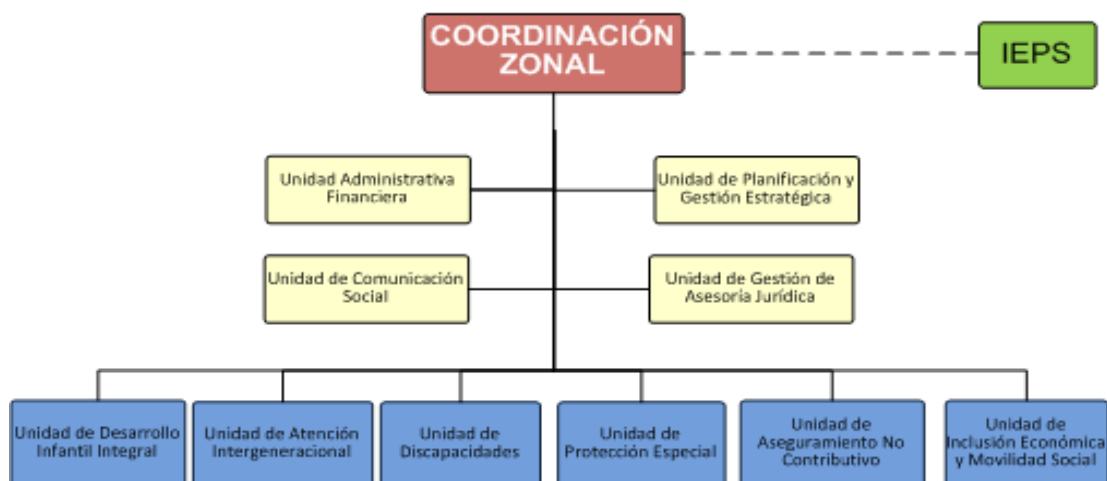 COORDINACIÓN
ZONAL
IEPS
Unidad Administrativa
Financiera
Unidad de Planificación y
Gestión Estratégica
Unidad de Comunicación
Social
Unidad de Gestión de
Asesoría Jurídica
Unidad de Desarrollo
Infantil Integral
Unidad de Atención
Intergeneracional
Unidad de
Discapacidades
Unidad de
Protección Especial
Unidad de
Aseguramiento No
Contributivo
Unidad de
Inclusión Económica
y Movilidad Social